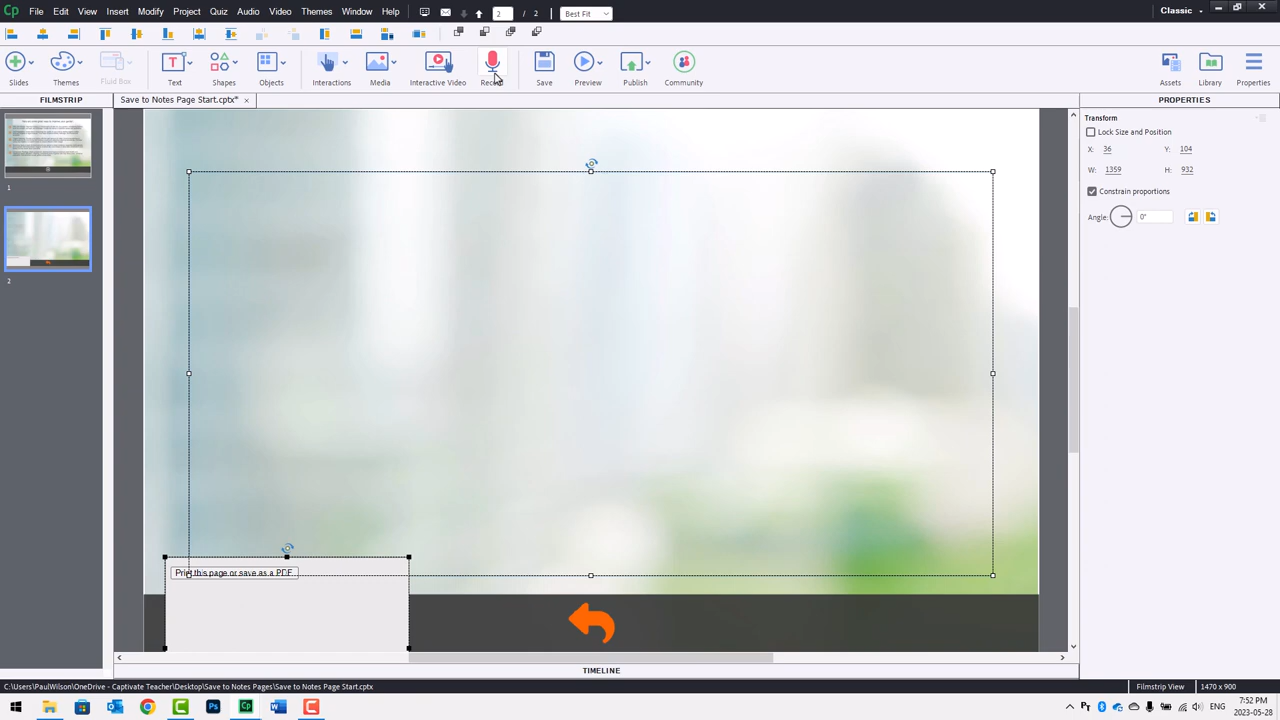 File Edit View Insert Modify Project Quiz Audio Video Themes Window Help 2 / 2 Best Fit Classic
Slides Themes Fluid Box Text Shapes Objects Interactions Media Interactive Video Record Save Preview Publish Community Assets Library Properties
FILMSTRIP Save to Notes Page Start.cptx* PROPERTIES
Transform
Lock Size and Position
X: 36 Y: 104
W: 1359 H: 932
1
Constrain proportions
Angle: 0°
2
Print this page or save as a PDF
TIMELINE
C:\Users\PaulWilson\OneDrive - Captivate Teacher\Desktop\Save to Notes Pages\Save to Notes Page Start.cptx Filmstrip View 1470 x 900
ENG 7:52 PM
2023-05-28